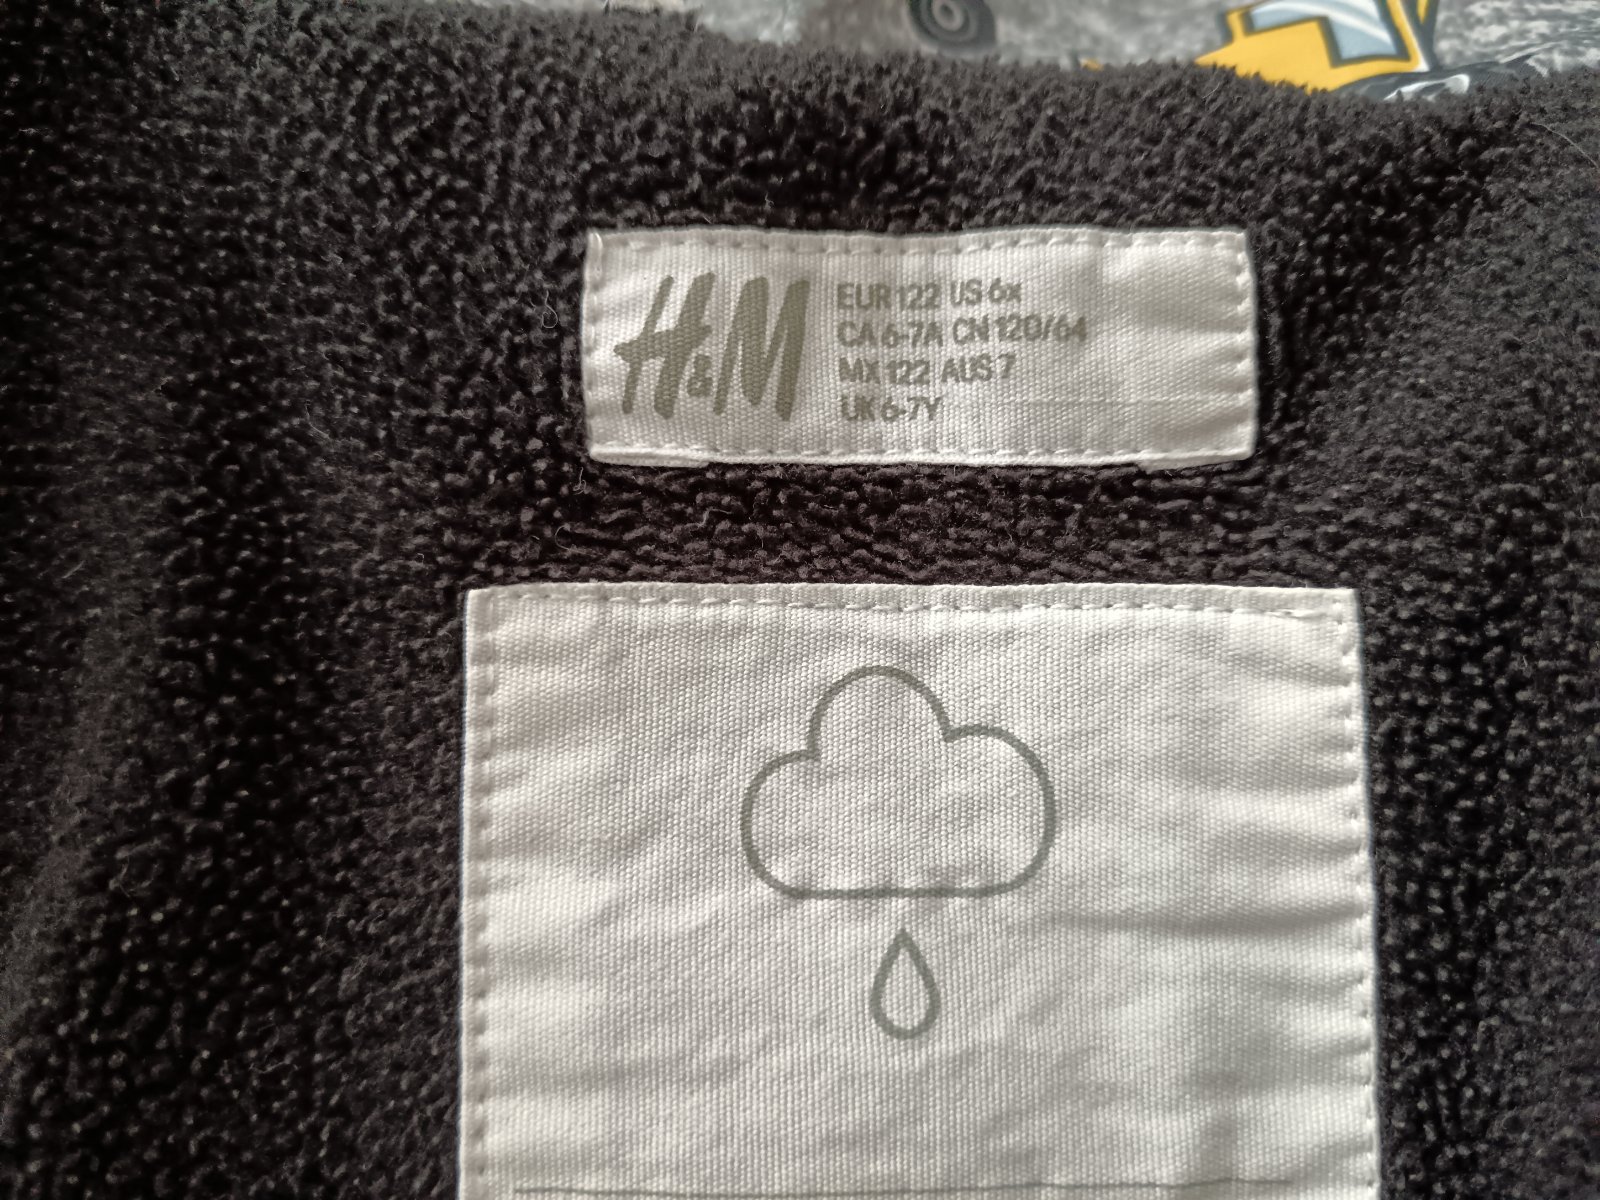 H&M
EUR 122 US 6x
CA 6-7A CN 120/64
MX 122 AUS 7
UK 6-7Y